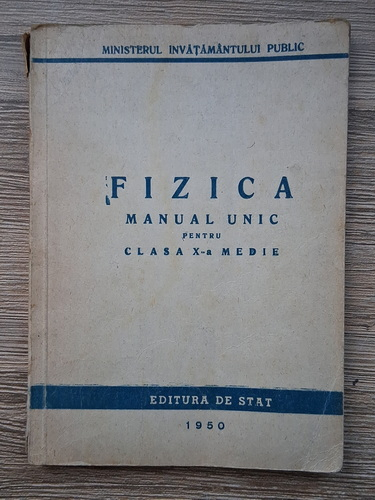 MINISTERUL INVĂȚĂMÂNTULUI PUBLIC
FIZICA
MANUAL UNIC
PENTRU
CLASA X-a MEDIE
EDITURA DE STAT
1950